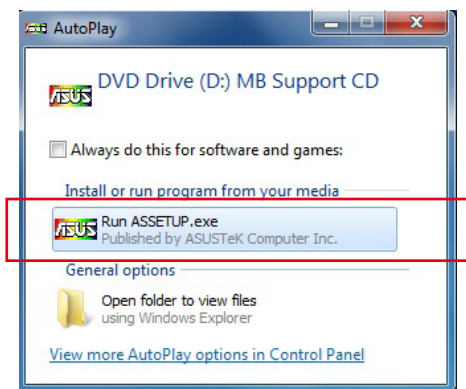 AutoPlay
DVD Drive (D:) MB Support CD
Always do this for software and games:
Install or run program from your media
ASUS Run ASSETUP.exe
Published by ASUSTeK Computer Inc.
General options
Open folder to view files
using Windows Explorer
View more AutoPlay options in Control Panel